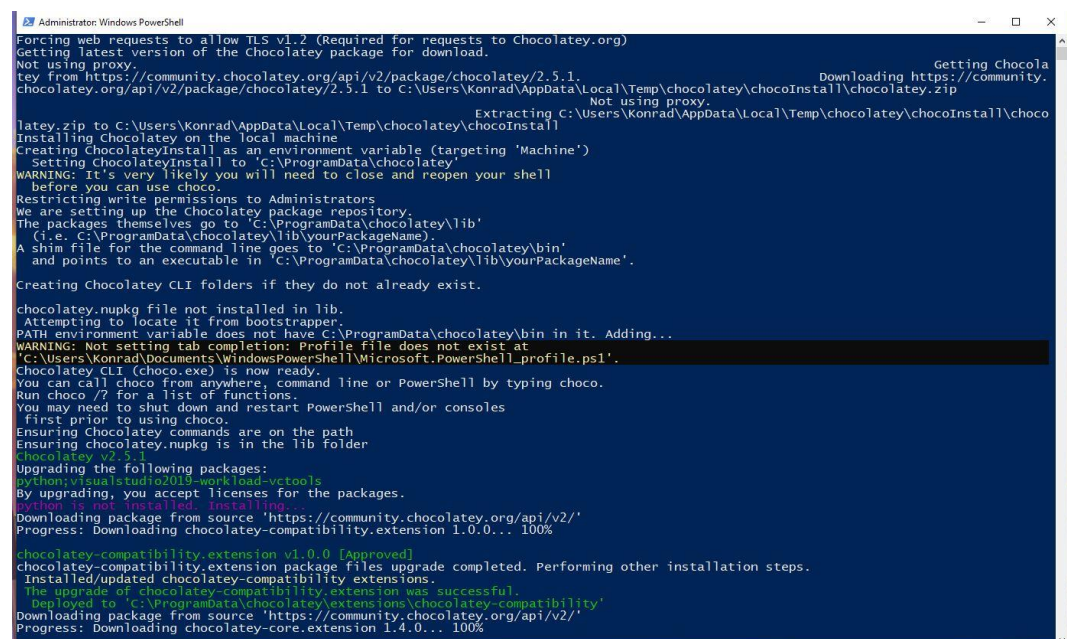 Administrator: Windows PowerShell
Forcing web requests to allow TLS v1.2 (Required for requests to Chocolatey.org)
Getting latest version of the Chocolatey package for download.
Not using proxy. Getting Chocola
tey from https://community.chocolatey.org/api/v2/package/chocolatey/2.5.1. Downloading https://community.
chocolatey.org/api/v2/package/chocolatey/2.5.1 to C:\Users\Konrad\AppData\Local\Temp\chocolatey\chocoInstall\chocolatey.zip
Not using proxy.
Extracting C:\Users\Konrad\AppData\Local\Temp\chocolatey\chocoInstall\choco
latey.zip to C:\Users\Konrad\AppData\Local\Temp\chocolatey\chocoInstall
Installing Chocolatey on the local machine
Creating ChocolateyInstall as an environment variable (targeting 'Machine')
Setting ChocolateyInstall to 'C:\ProgramData\chocolatey'
WARNING: It's very likely you will need to close and reopen your shell
before you can use choco.
Restricting write permissions to Administrators
We are setting up the Chocolatey package repository.
The packages themselves go to 'C:\ProgramData\chocolatey\lib'
(i.e. C:\ProgramData\chocolatey\lib\yourPackageName).
A shim file for the command line goes to 'C:\ProgramData\chocolatey\bin'
and points to an executable in 'C:\ProgramData\chocolatey\lib\yourPackageName'.
Creating Chocolatey CLI folders if they do not already exist.
chocolatey.nupkg file not installed in lib.
Attempting to locate it from bootstrapper.
PATH environment variable does not have C:\ProgramData\chocolatey\bin in it. Adding...
WARNING: Not setting tab completion: Profile file does not exist at
'C:\Users\Konrad\Documents\WindowsPowerShell\Microsoft.PowerShell_profile.ps1'.
Chocolatey CLI (choco.exe) is now ready.
You can call choco from anywhere, command line or PowerShell by typing choco.
Run choco /? for a list of functions.
You may need to shut down and restart PowerShell and/or consoles
first prior to using choco.
Ensuring Chocolatey commands are on the path
Ensuring chocolatey.nupkg is in the lib folder
Chocolatey v2.5.1
Upgrading the following packages:
python;visualstudio2019-workload-vctools
By upgrading, you accept licenses for the packages.
python is not installed. Installing...
Downloading package from source 'https://community.chocolatey.org/api/v2/'
Progress: Downloading chocolatey-compatibility.extension 1.0.0... 100%
chocolatey-compatibility.extension v1.0.0 [Approved]
chocolatey-compatibility.extension package files upgrade completed. Performing other installation steps.
Installed/updated chocolatey-compatibility extensions.
The upgrade of chocolatey-compatibility.extension was successful.
Deployed to 'C:\ProgramData\chocolatey\extensions\chocolatey-compatibility'
Downloading package from source 'https://community.chocolatey.org/api/v2/'
Progress: Downloading chocolatey-core.extension 1.4.0... 100%